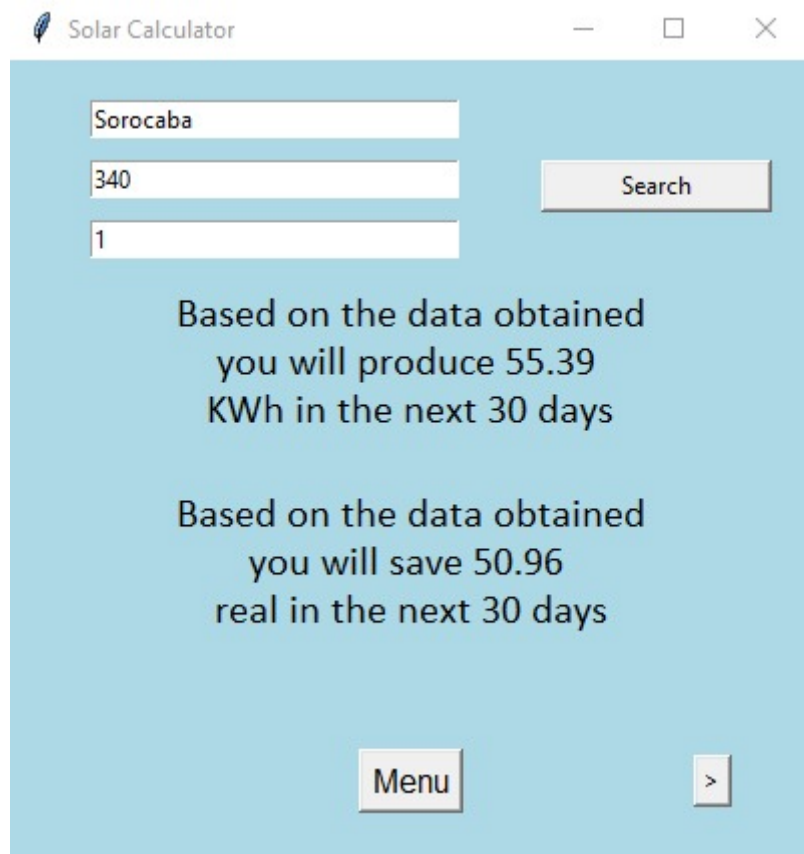 Solar Calculator
Sorocaba
340
Search
1
Based on the data obtained
you will produce 55.39
KWh in the next 30 days
Based on the data obtained
you will save 50.96
real in the next 30 days
Menu
>